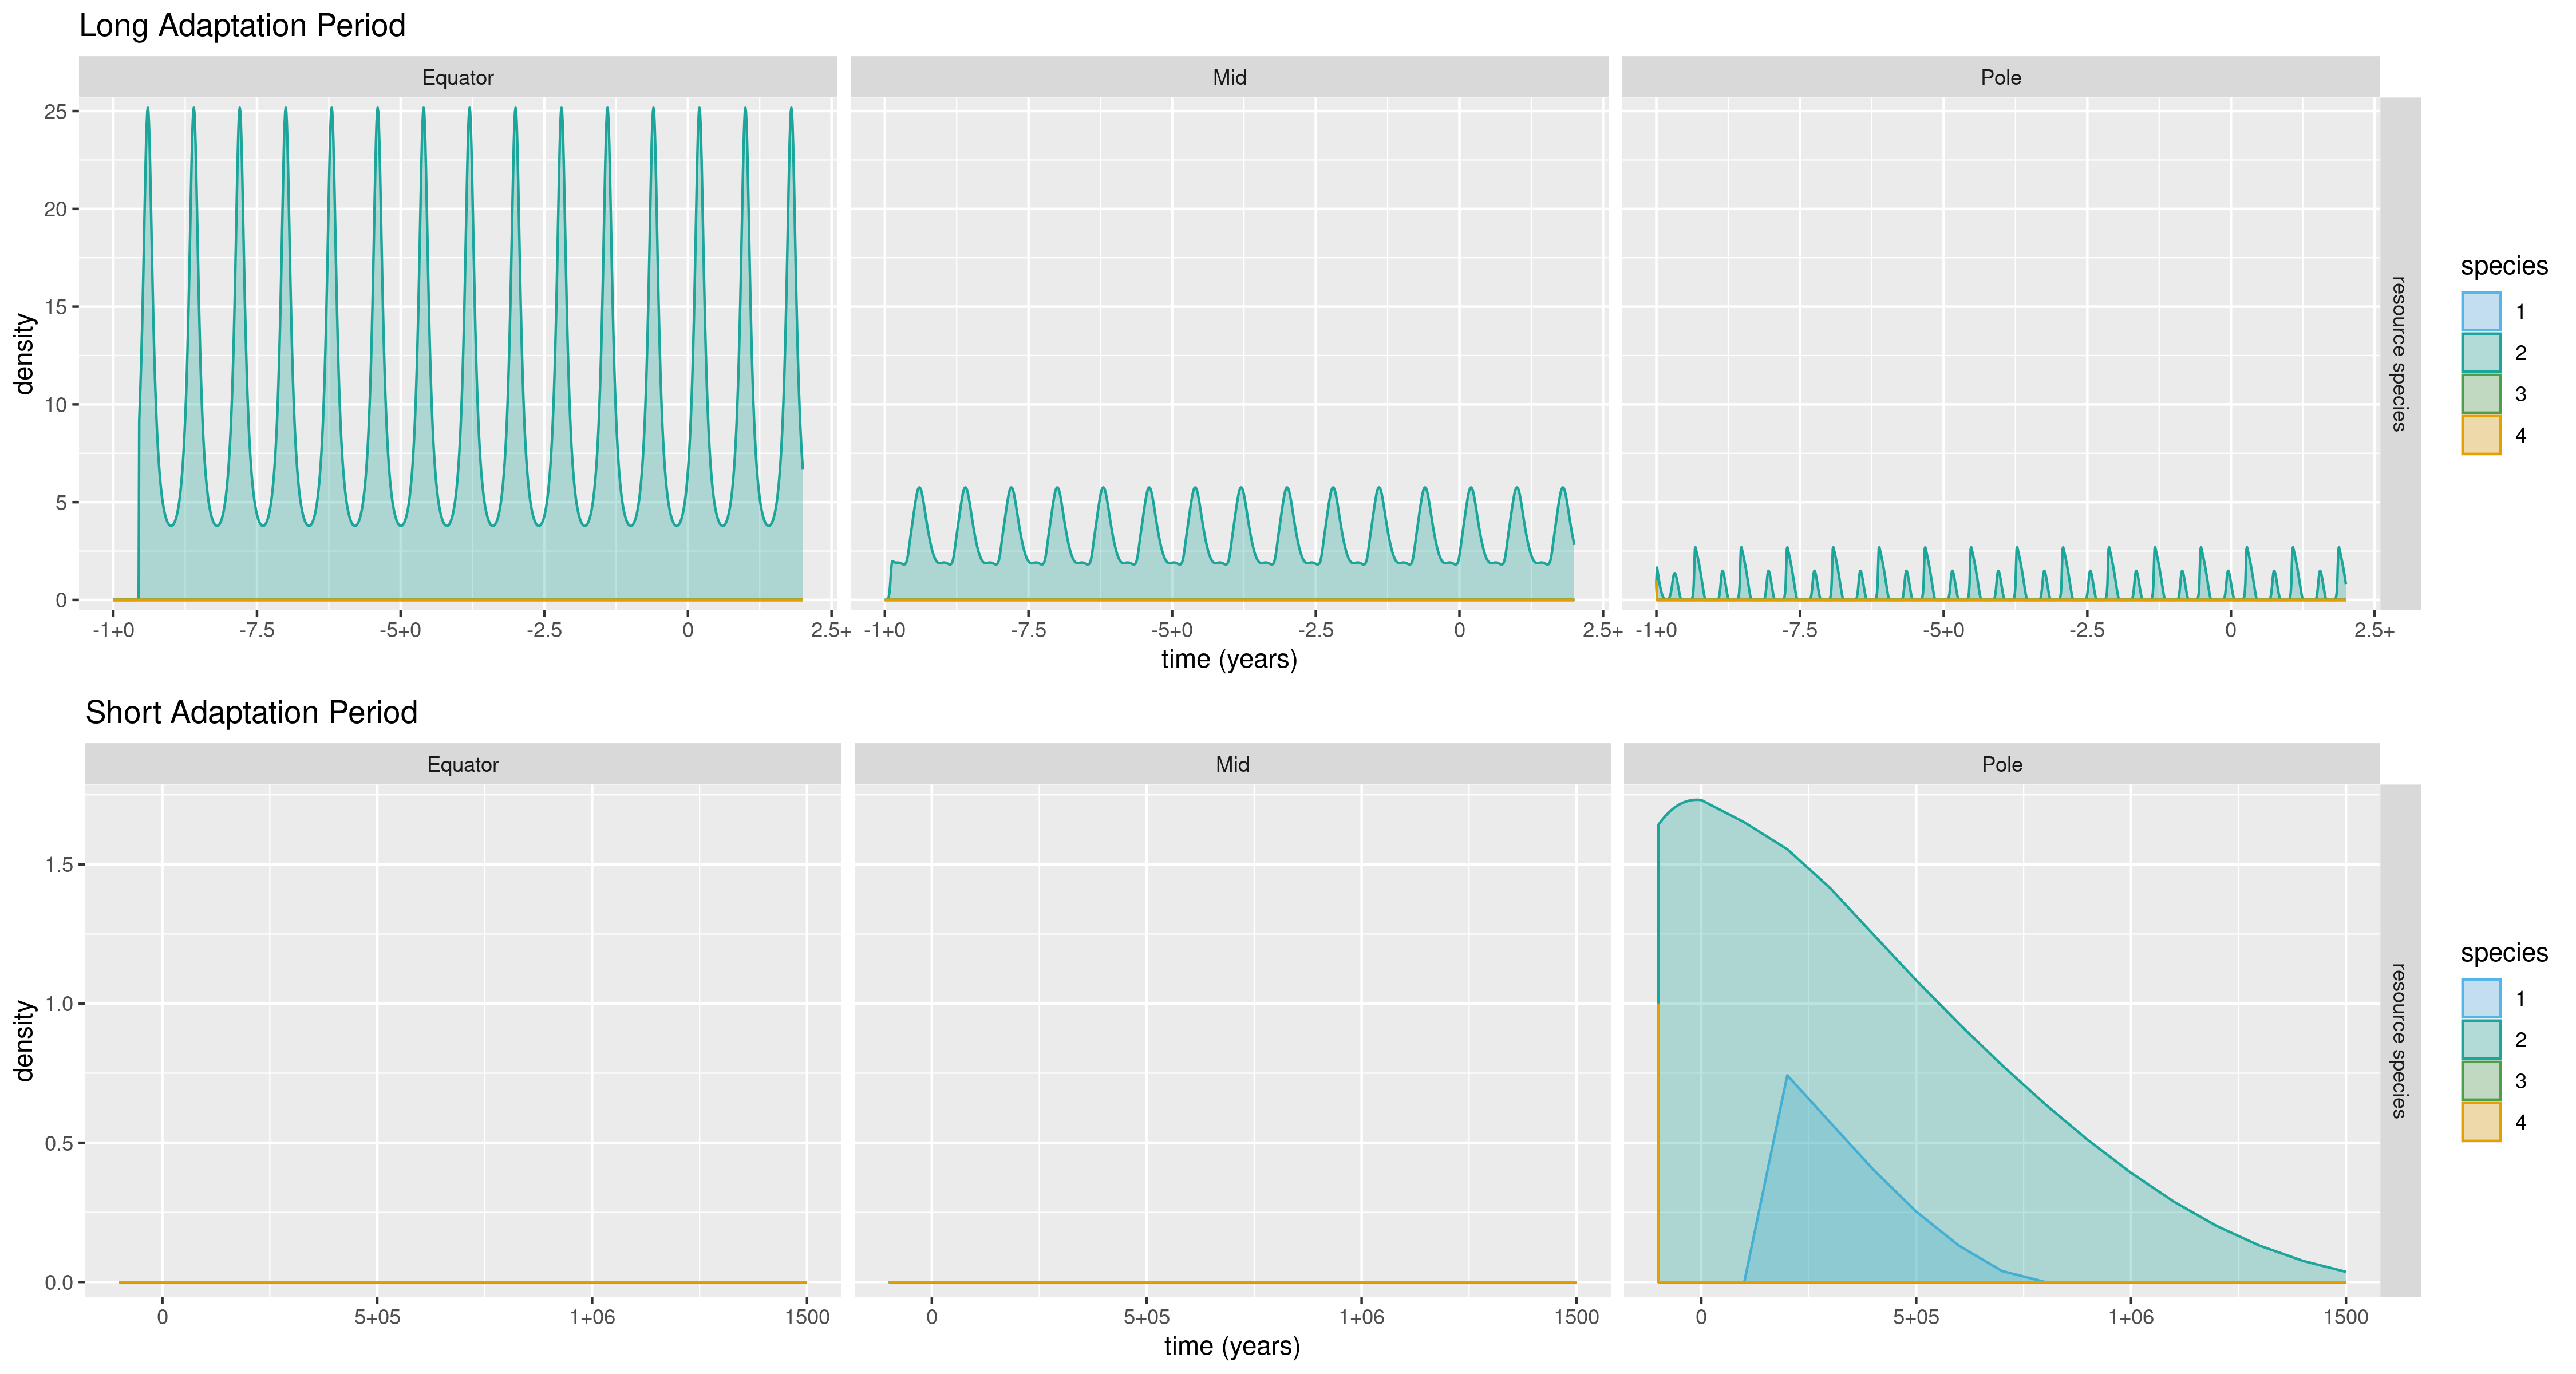 Long Adaptation Period
Equator Mid Pole
density
25
20
15
10
5
0
resource species
-1+0 -7.5 -5+0 -2.5 0 2.5+ -1+0 -7.5 -5+0 -2.5 0 2.5+ -1+0 -7.5 -5+0 -2.5 0 2.5+
time (years)
species
1
2
3
4
Short Adaptation Period
Equator Mid Pole
density
1.5
1.0
0.5
0.0
resource species
0 5+05 1+06 1500 0 5+05 1+06 1500 0 5+05 1+06 1500
time (years)
species
1
2
3
4